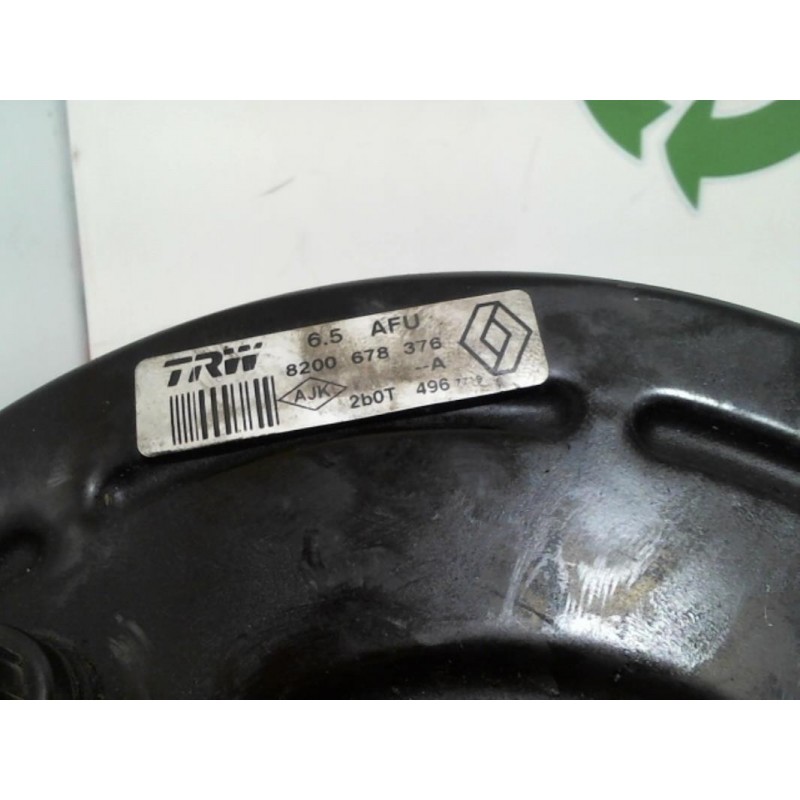 TRW 6.5 AFU
8200 678 376
--A
AJK 2b0T 496